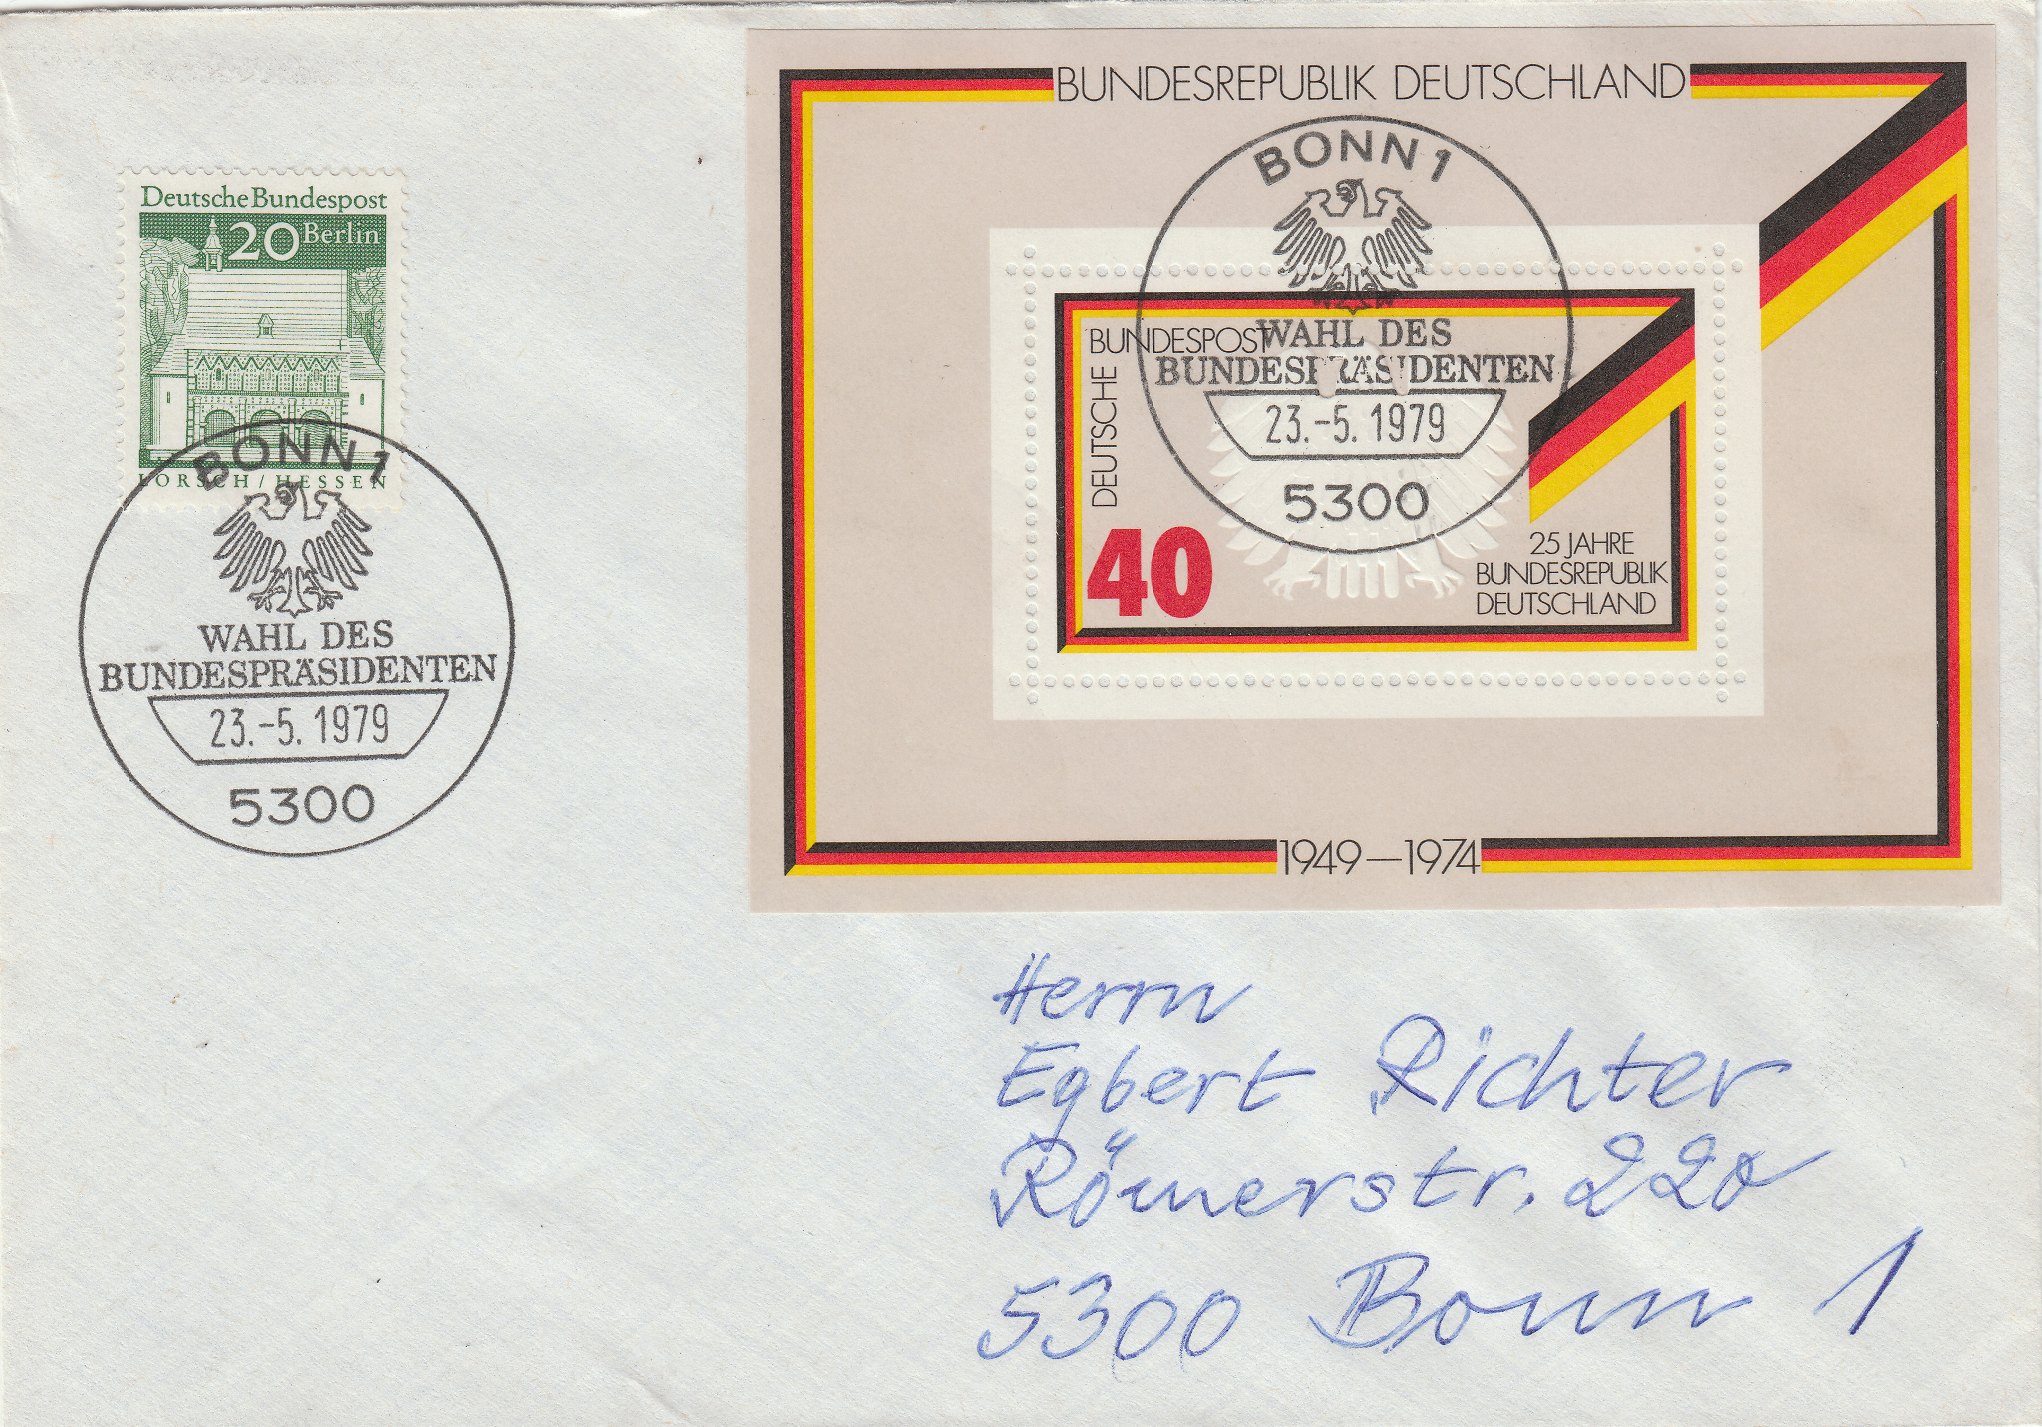 Deutsche Bundespost
20 Berlin
LORSCH / HESSEN
BONN 1
WAHL DES
BUNDESPRÄSIDENTEN
23.-5.1979
5300
BUNDESREPUBLIK DEUTSCHLAND
BONN 1
WAHL DES
BUNDESPRÄSIDENTEN
23.-5.1979
5300
DEUTSCHE BUNDESPOST
40
25 JAHRE
BUNDESREPUBLIK
DEUTSCHLAND
1949–1974
Herrn
Egbert Richter
Römerstr. 220
5300 Bonn 1